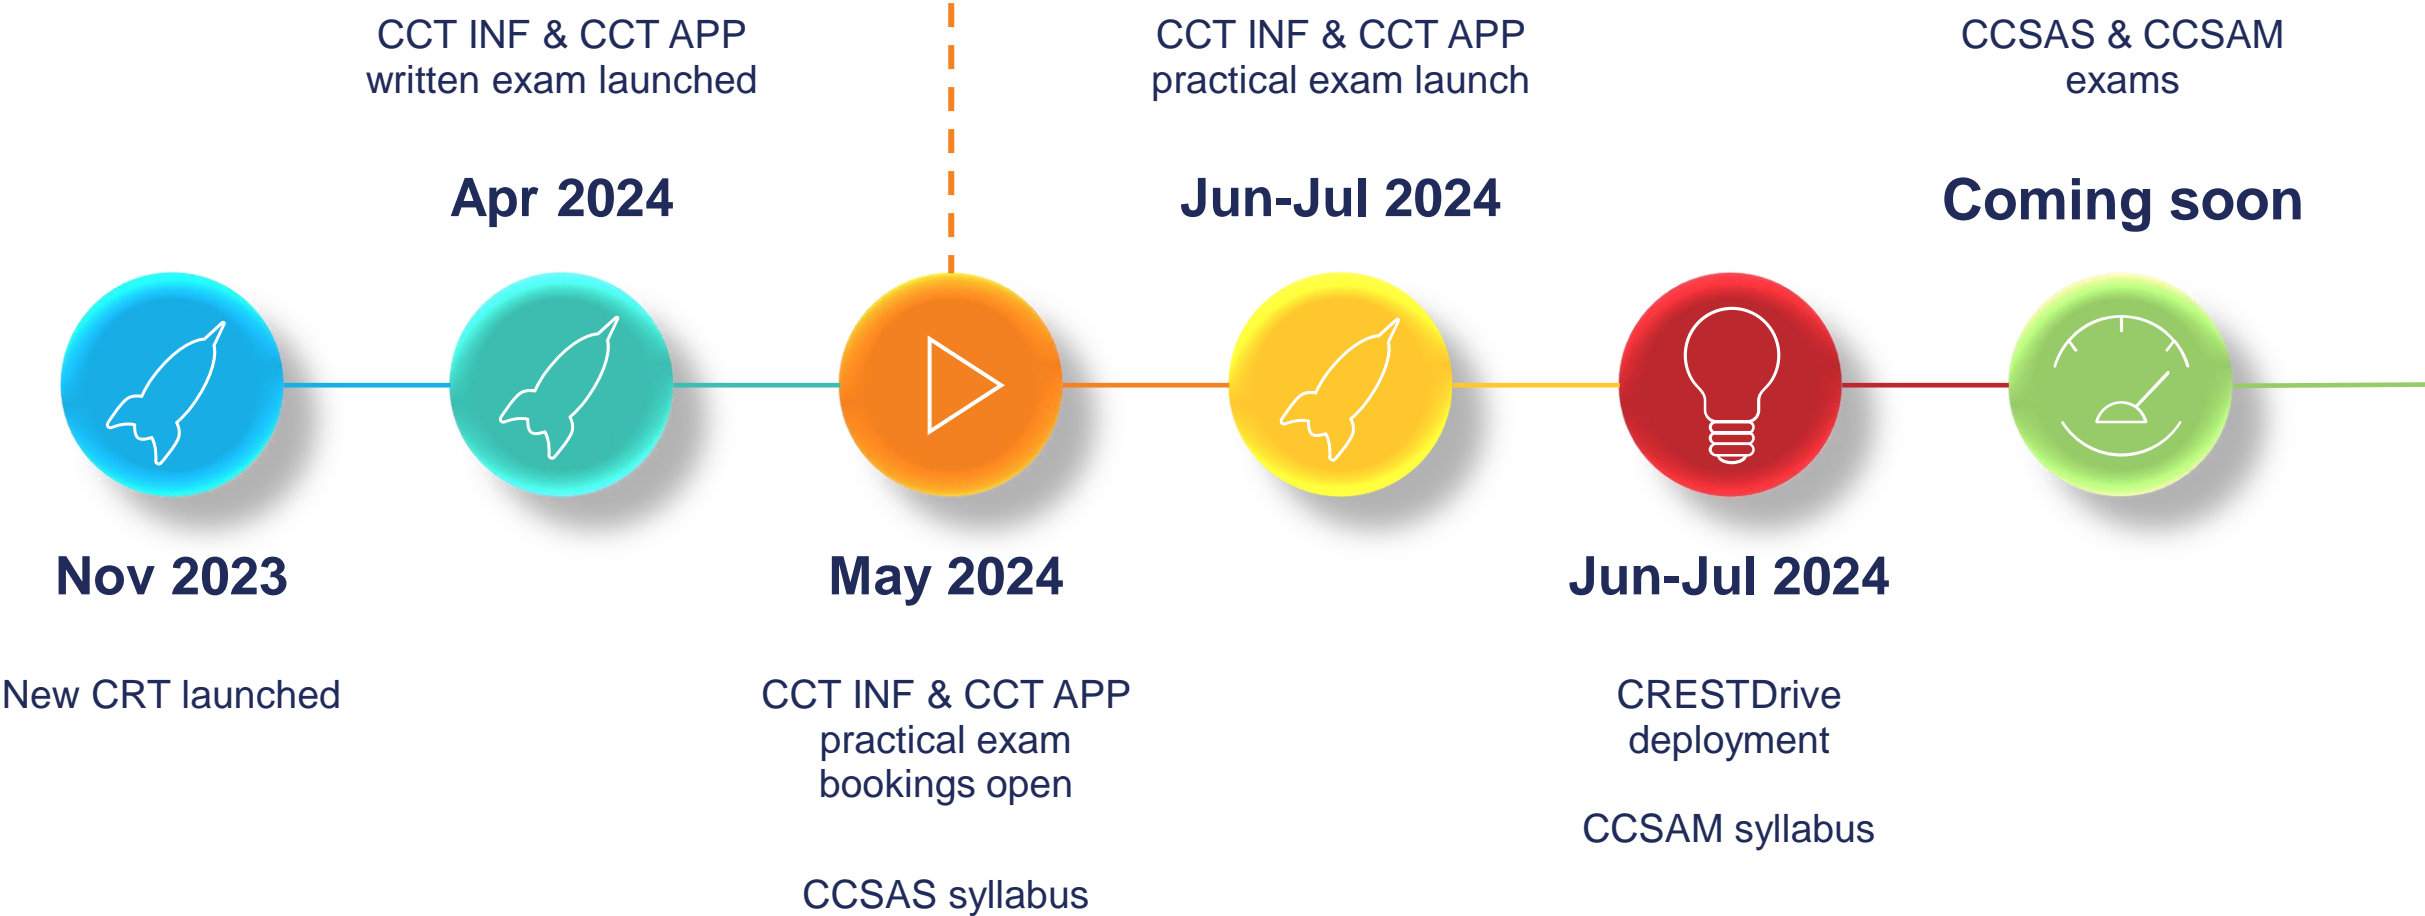 CCT INF & CCT APP
written exam launched
CCT INF & CCT APP
practical exam launch
CCSAS & CCSAM
exams
Apr 2024
Jun-Jul 2024
Coming soon
Nov 2023
May 2024
Jun-Jul 2024
New CRT launched
CCT INF & CCT APP
practical exam
bookings open
CCSAS syllabus
CRESTDrive
deployment
CCSAM syllabus